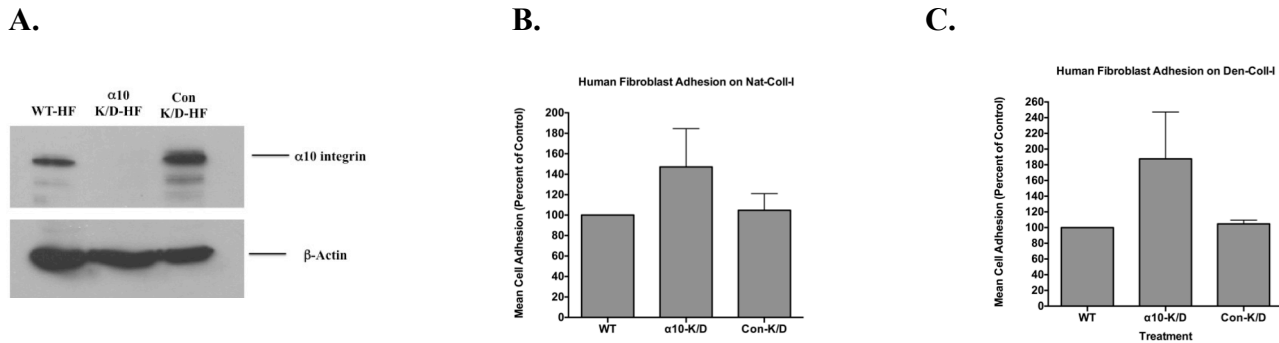 A.
WT-HF
α10
K/D-HF
Con
K/D-HF
α10 integrin
β-Actin
B.
Human Fibroblast Adhesion on Nat-Coll-I
Mean Cell Adhesion (Percent of Control)
200
180
160
140
120
100
80
60
40
20
0
WT
α10-K/D
Con-K/D
C.
Human Fibroblast Adhesion on Den-Coll-I
Mean Cell Adhesion (Percent of Control)
260
240
220
200
180
160
140
120
100
80
60
40
20
0
WT
α10-K/D
Con-K/D
Treatment